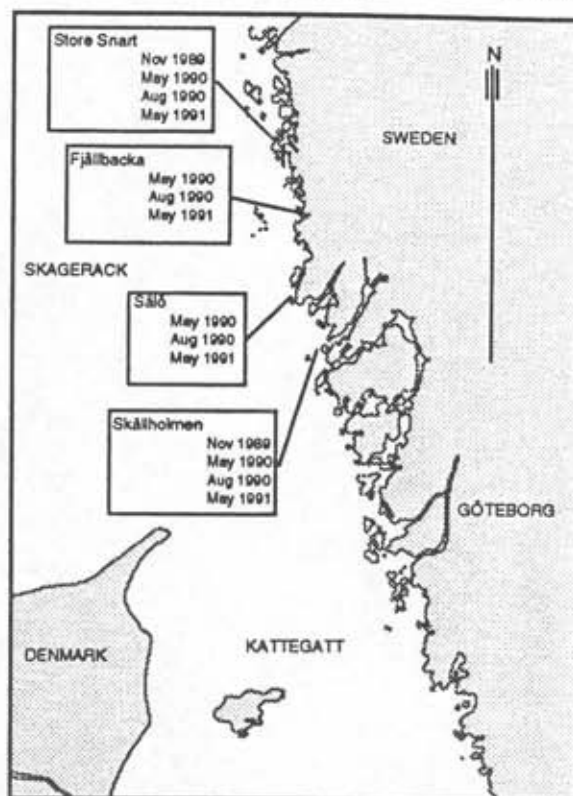 Store Snart
Nov 1989
May 1990
Aug 1990
May 1991
N
SWEDEN
Fjällbacka
May 1990
Aug 1990
May 1991
SKAGERACK
Sälö
May 1990
Aug 1990
May 1991
Skällholmen
Nov 1989
May 1990
Aug 1990
May 1991
GÖTEBORG
DENMARK
KATTEGATT